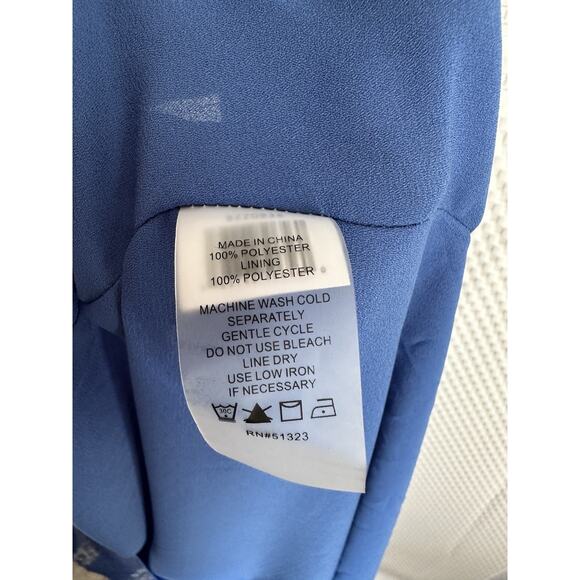 MADE IN CHINA
100% POLYESTER
LINING
100% POLYESTER
MACHINE WASH COLD
SEPARATELY
GENTLE CYCLE
DO NOT USE BLEACH
LINE DRY
USE LOW IRON
IF NECESSARY
30C
RN#51323